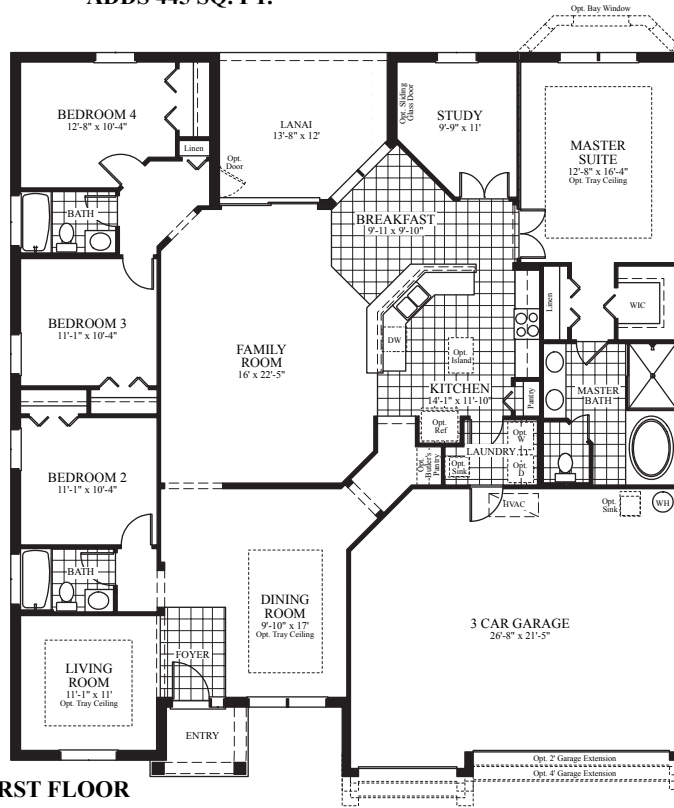 ADDS 445 SQ. FT.
Opt. Bay Window
BEDROOM 4
12'-8" x 10'-4"
Linen
LANAI
13'-8" x 12'
Opt.
Door
Opt. Sliding
Glass Door
STUDY
9'-9" x 11'
MASTER
SUITE
12'-8" x 16'-4"
Opt. Tray Ceiling
BATH
BREAKFAST
9'-11 x 9'-10"
BEDROOM 3
11'-1" x 10'-4"
FAMILY
ROOM
16' x 22'-5"
DW
Opt.
Island
Linen
WIC
KITCHEN
14'-1" x 11'-10"
Pantry
MASTER
BATH
Opt.
Ref
Opt.
W
LAUNDRY
Opt.
Butler's
Pantry
Opt.
Sink
Opt.
D
BEDROOM 2
11'-1" x 10'-4"
HVAC
Opt.
Sink
WH
BATH
DINING
ROOM
9'-10" x 17'
Opt. Tray Ceiling
3 CAR GARAGE
26'-8" x 21'-5"
FOYER
LIVING
ROOM
11'-1" x 11'
Opt. Tray Ceiling
ENTRY
Opt. 2' Garage Extension
Opt. 4' Garage Extension
RST FLOOR